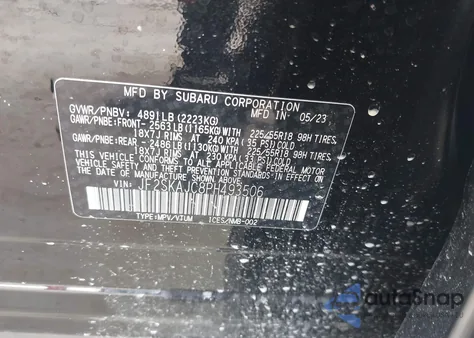 MFD BY SUBARU CORPORATION
GVWR/PNBV: 4891LB(2223KG) IN 05/23
GAWR/PNBE:FRONT-2563LB(1165KG)WITH 225/55R18 98H TIRES
18X7J RIMS AT 240 KPA(35 PSI)COLD
GAWR/PNBE:REAR -2486LB(1130KG)WITH 225/55R18 98H TIRES
18X7J RIMS AT 230 KPA(33 PSI)COLD
THIS VEHICLE CONFORMS TO ALL APPLICABLE FEDERAL MOTOR
VEHICLE SAFETY AND THEFT PREVENTION STANDARDS
IN EFFECT ON THE DATE OF MANUFACTURE SHOWN ABOVE.
VIN: JF2SKAJC8PH493506
TYPE:MPV/VTUM ICES/NMB-002
autoSnap